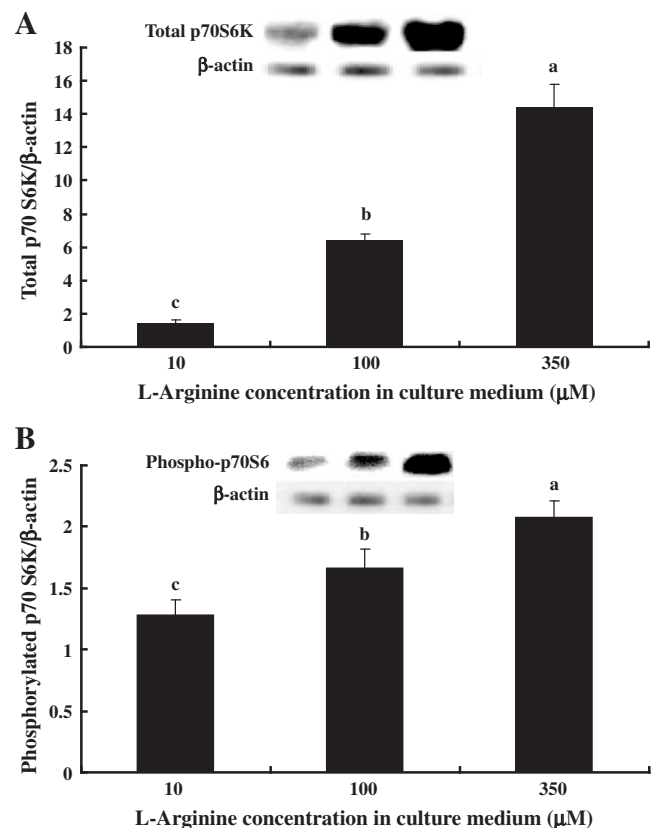 A
Total p70S6K
β-actin
18
16
14
12
10
8
6
4
2
0
Total p70 S6K/β-actin
c
b
a
10 100 350
L-Arginine concentration in culture medium (μM)
B
Phospho-p70S6
β-actin
2.5
2
1.5
1
0.5
0
Phosphorylated p70 S6K/β-actin
c
b
a
10 100 350
L-Arginine concentration in culture medium (μM)